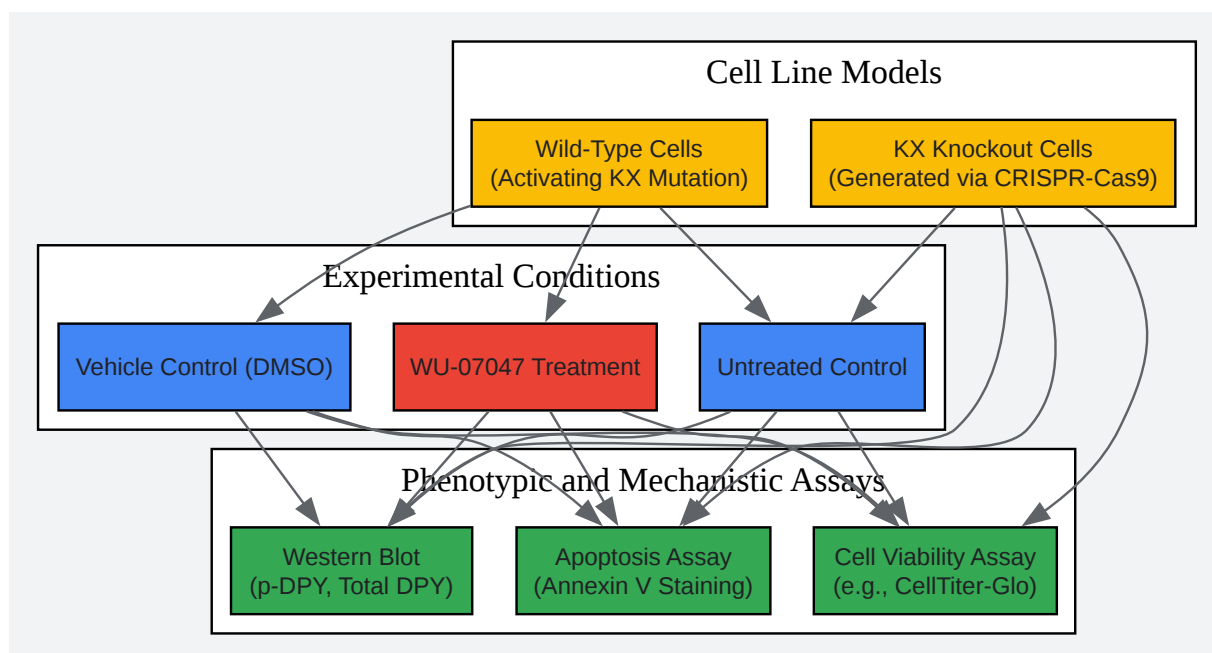 Cell Line Models
Wild-Type Cells
(Activating KX Mutation)
KX Knockout Cells
(Generated via CRISPR-Cas9)
Experimental Conditions
Vehicle Control (DMSO)
WU-07047 Treatment
Untreated Control
Phenotypic and Mechanistic Assays
Western Blot
(p-DPY, Total DPY)
Apoptosis Assay
(Annexin V Staining)
Cell Viability Assay
(e.g., CellTiter-Glo)